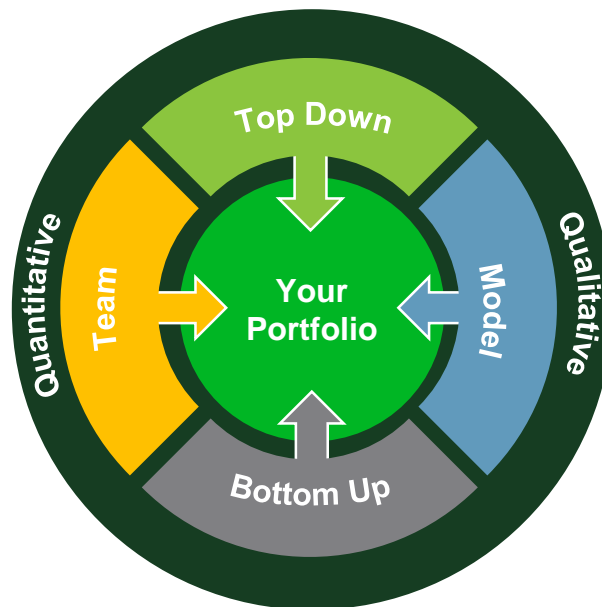 Top Down
Quantitative
Team
Your
Portfolio
Model
Qualitative
Bottom Up